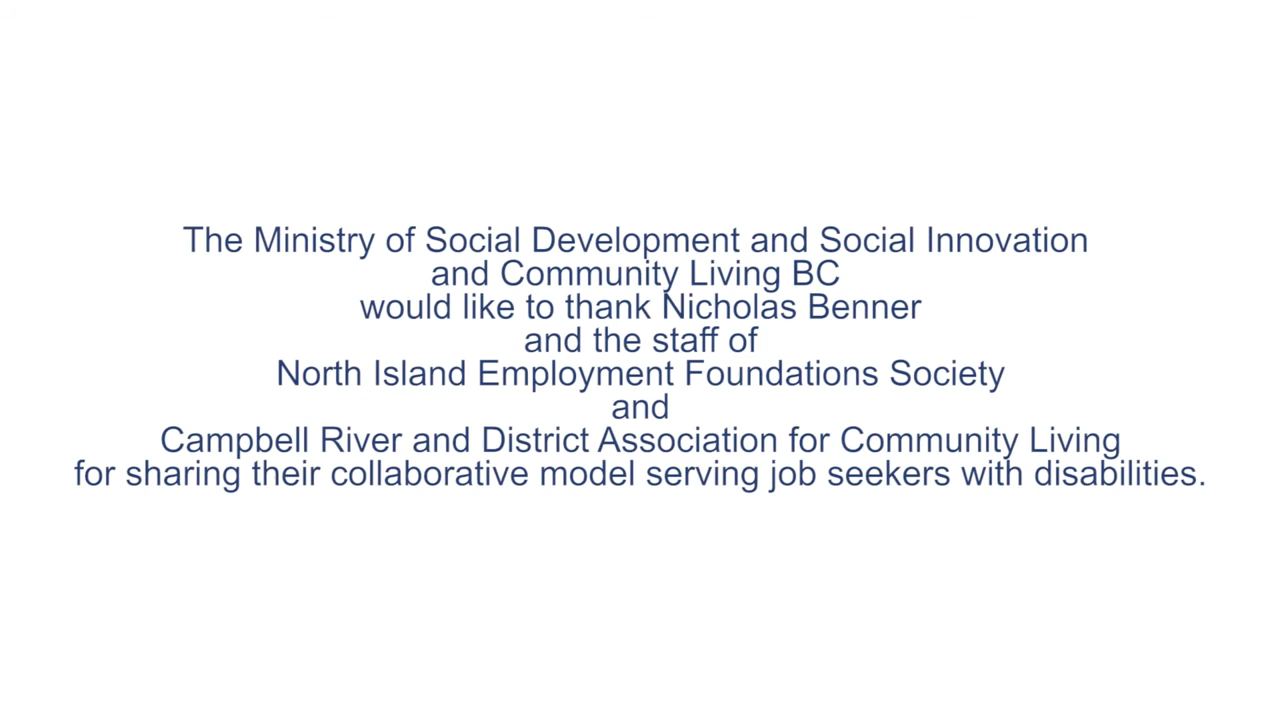 The Ministry of Social Development and Social Innovation
and Community Living BC
would like to thank Nicholas Benner
and the staff of
North Island Employment Foundations Society
and
Campbell River and District Association for Community Living
for sharing their collaborative model serving job seekers with disabilities.